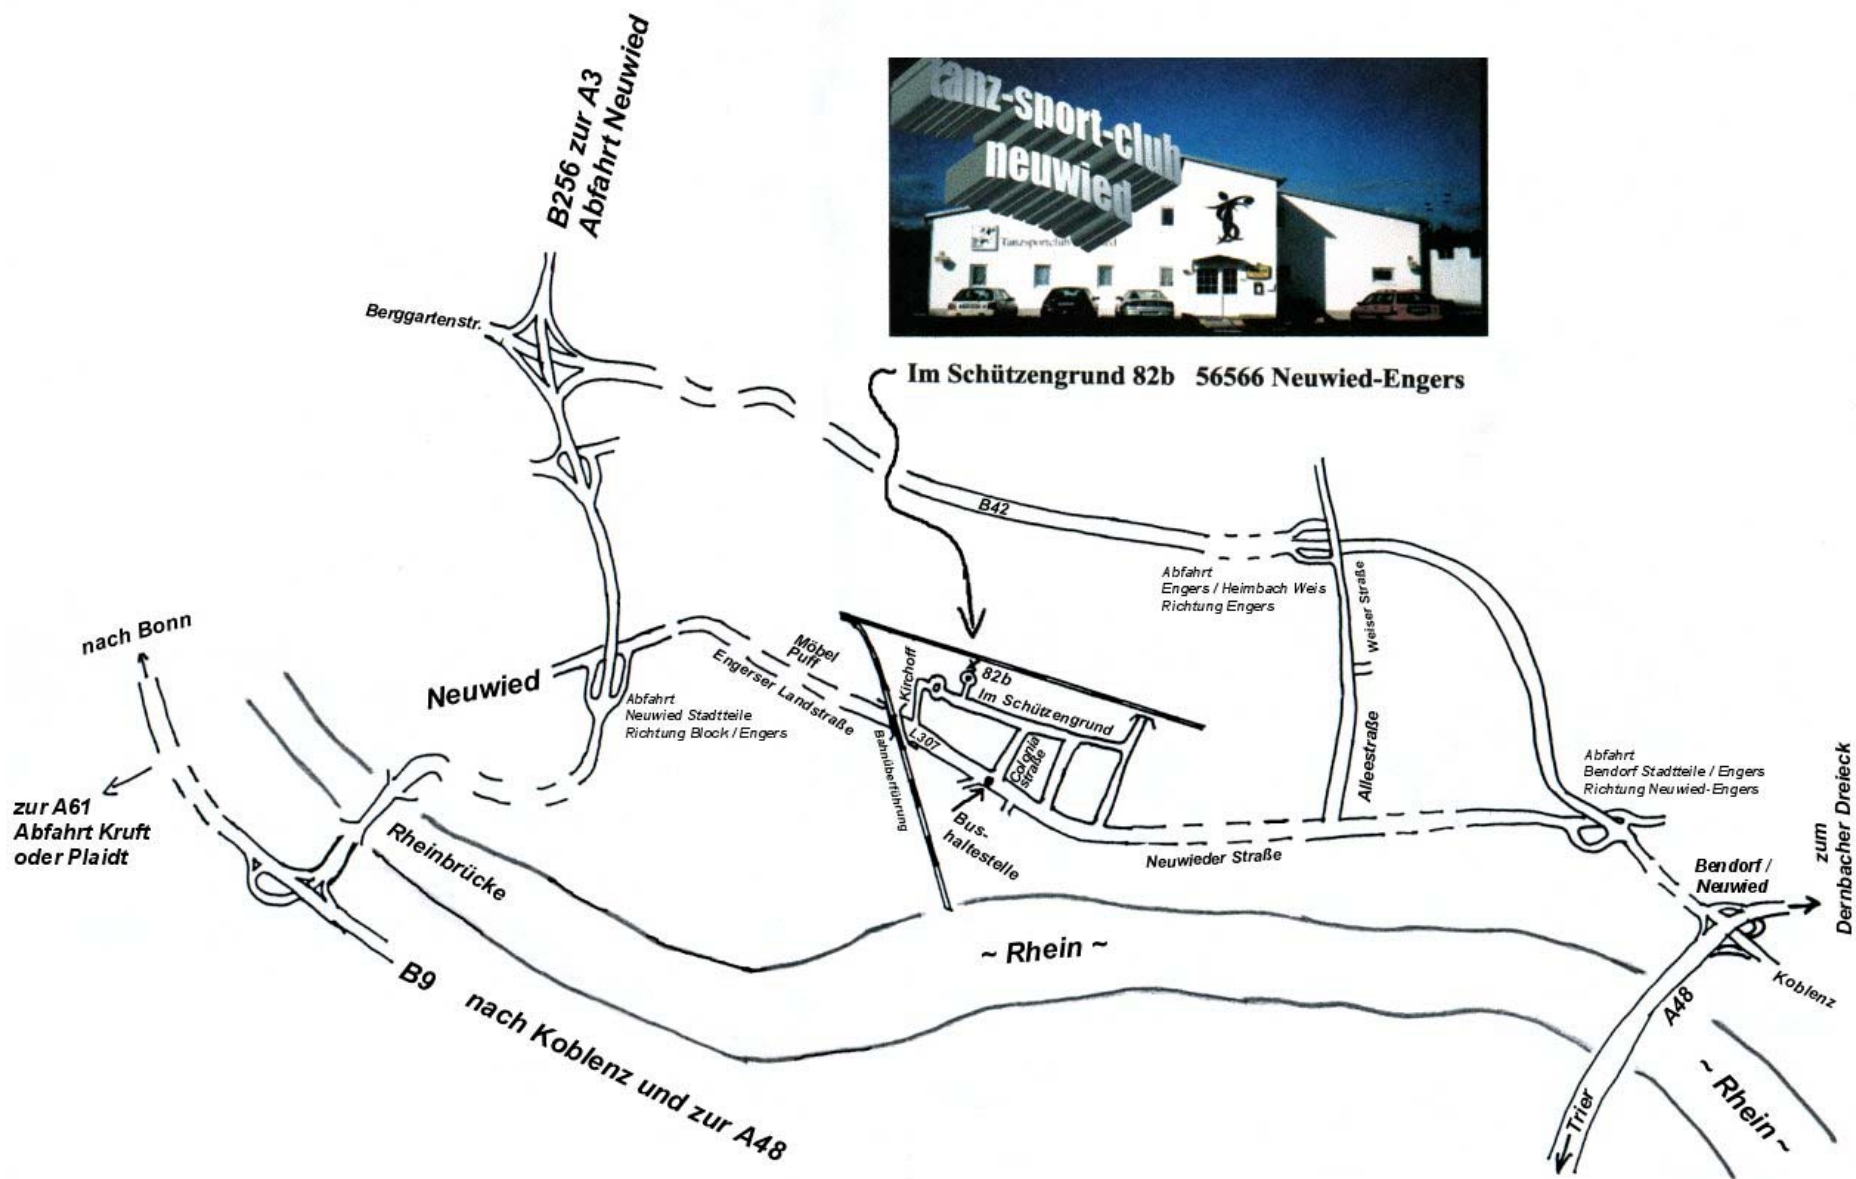 B256 zur A3
Abfahrt Neuwied
tanz-sport-club
neuwied
Berggartenstr.
Im Schützengrund 82b 56566 Neuwied-Engers
B42
Abfahrt
Engers / Heimbach Weis
Richtung Engers
Weiser Straße
nach Bonn
Möbel
Puff
Engerser Landstraße
Kirchoff
82b
Im Schützengrund
Neuwied
Abfahrt
Neuwied Stadtteile
Richtung Block / Engers
L307
Colonia
straße
Alleestraße
Bahnüberführung
Abfahrt
Bendorf Stadtteile / Engers
Richtung Neuwied-Engers
zur A61
Abfahrt Kruft
oder Plaidt
Rheinbrücke
Bus-
haltestelle
Neuwieder Straße
Bendorf /
Neuwied
zum
Dernbacher Dreieck
~ Rhein ~
B9 nach Koblenz und zur A48
Koblenz
A48
Trier
~ Rhein ~